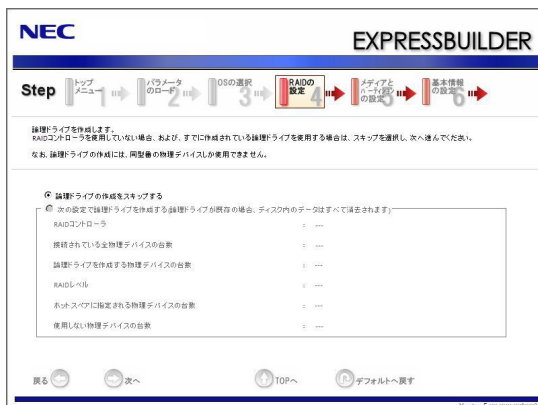 NEC
EXPRESSBUILDER
Step
トップ
メニュー 1
パラメータ
のロード 2
OSの選択
3
RAIDの
設定 4
メディアと
パーティション
の設定 5
基本情報
の設定 6
論理ドライブを作成します。
RAIDコントローラを使用していない場合、および、すでに作成されている論理ドライブを使用する場合は、スキップを選択し、次へ進んでください。
なお、論理ドライブの作成には、同型番の物理デバイスしか使用できません。
論理ドライブの作成をスキップする
次の設定で論理ドライブを作成する(論理ドライブが既存の場合、ディスク内のデータはすべて消去されます)
RAIDコントローラ : ---
接続されている全物理デバイスの台数 : ---
論理ドライブを作成する物理デバイスの台数 : ---
RAIDレベル : ---
ホットスペアに指定される物理デバイスの台数 : ---
使用しない物理デバイスの台数 : ---
戻る
次へ
TOPへ
デフォルトへ戻す